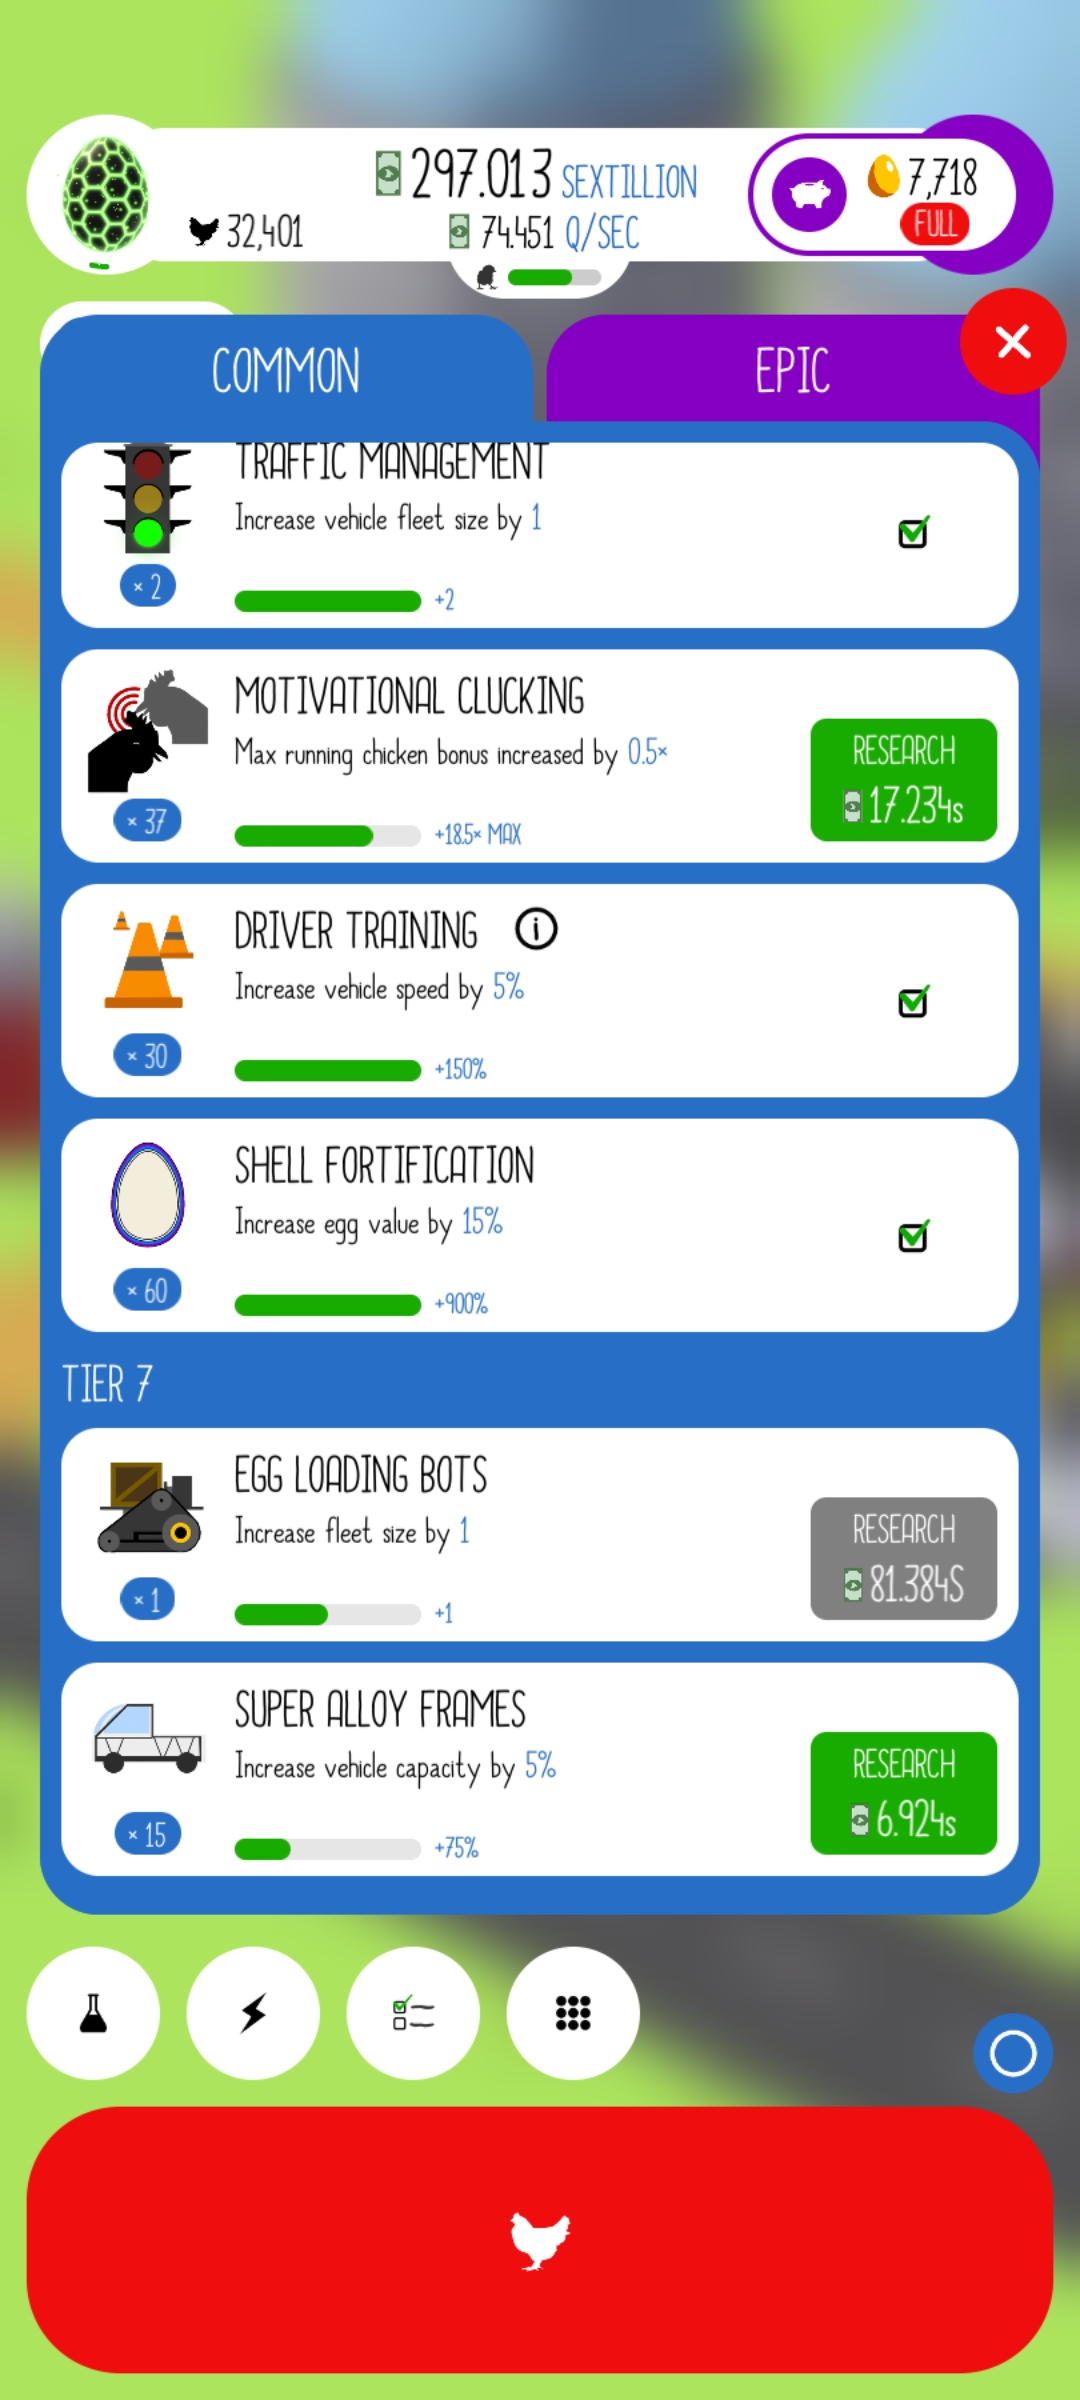 297.013 SEXTILLION
32,401
74.451 Q/SEC
7,718
FULL
COMMON
EPIC
TRAFFIC MANAGEMENT
Increase vehicle fleet size by 1
× 2
+2
MOTIVATIONAL CLUCKING
Max running chicken bonus increased by 0.5×
RESEARCH
17.234s
× 37
+18.5× MAX
DRIVER TRAINING
i
Increase vehicle speed by 5%
× 30
+150%
SHELL FORTIFICATION
Increase egg value by 15%
× 60
+900%
TIER 7
EGG LOADING BOTS
Increase fleet size by 1
RESEARCH
81.384S
× 1
+1
SUPER ALLOY FRAMES
Increase vehicle capacity by 5%
RESEARCH
6.924s
× 15
+75%